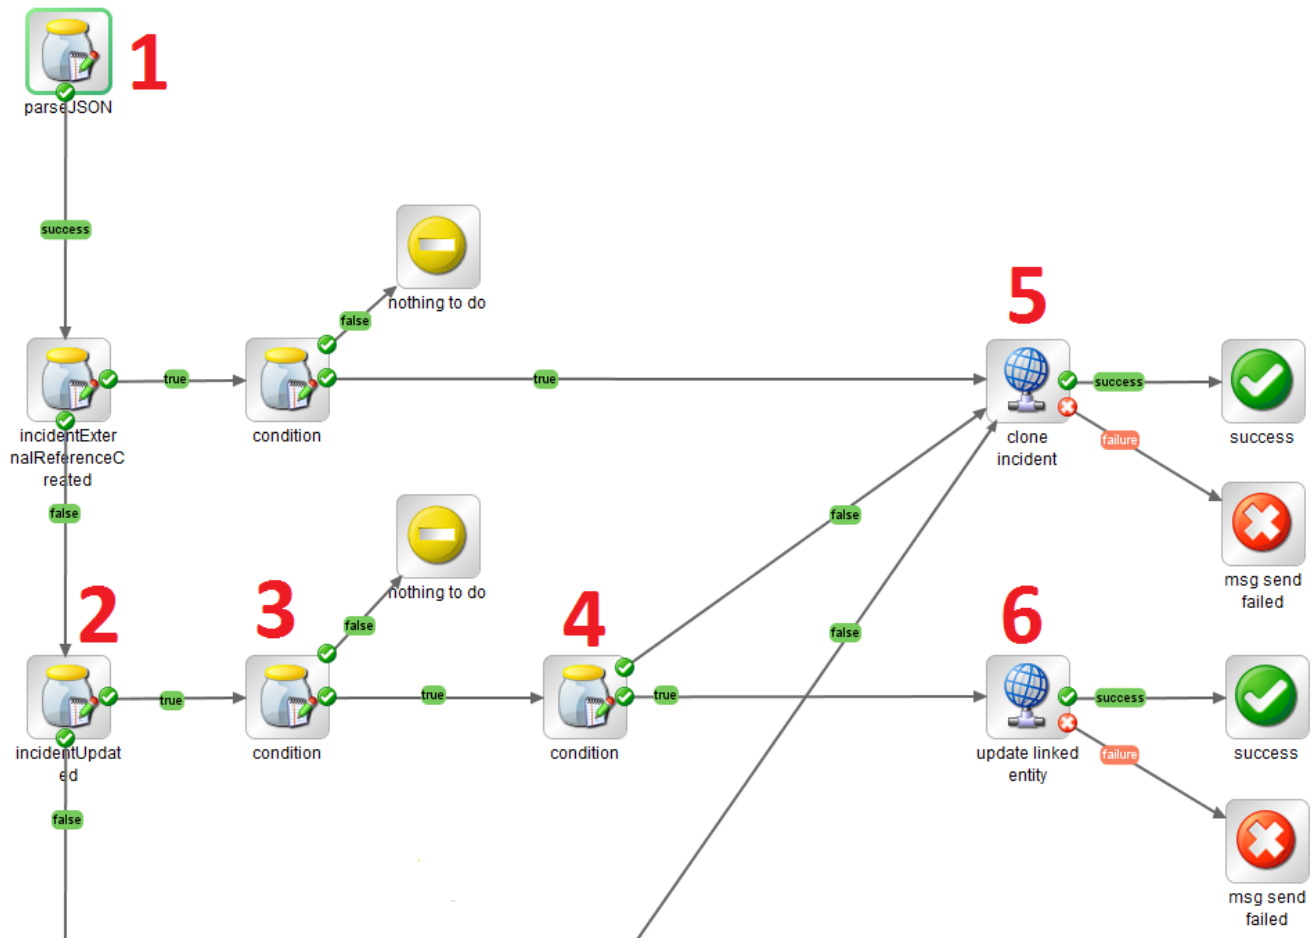 1
parseJSON
success
nothing to do
false
5
true
true
success
incidentExter
nalReferenceC
reated
condition
clone
incident
failure
success
false
false
nothing to do
msg send
failed
2
3
false
4
false
6
true
true
true
success
incidentUpdat
ed
condition
condition
update linked
entity
failure
success
false
msg send
failed